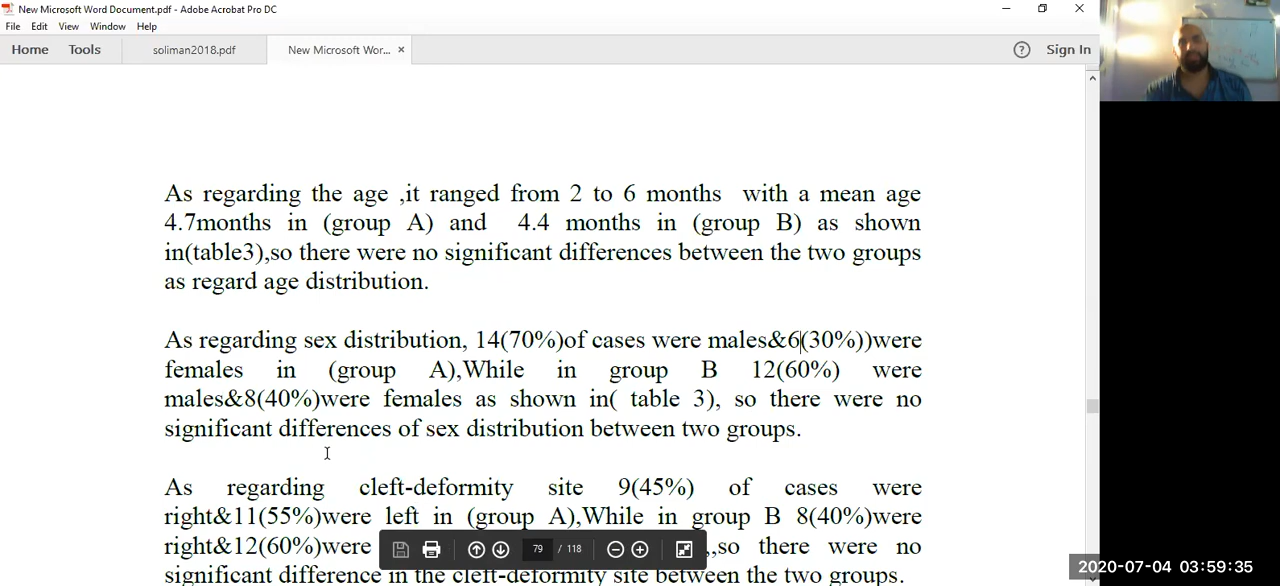 New Microsoft Word Document.pdf - Adobe Acrobat Pro DC
File Edit View Window Help
Home Tools soliman2018.pdf New Microsoft Wor... × ? Sign In
As regarding the age ,it ranged from 2 to 6 months with a mean age
4.7months in (group A) and 4.4 months in (group B) as shown
in(table3),so there were no significant differences between the two groups
as regard age distribution.
As regarding sex distribution, 14(70%)of cases were males&6(30%))were
females in (group A),While in group B 12(60%) were
males&8(40%)were females as shown in( table 3), so there were no
significant differences of sex distribution between two groups.
As regarding cleft-deformity site 9(45%) of cases were
right&11(55%)were left in (group A),While in group B 8(40%)were
right&12(60%)were ,,so there were no
significant difference in the cleft-deformity site between the two groups.
79 / 118
2020-07-04 03:59:35